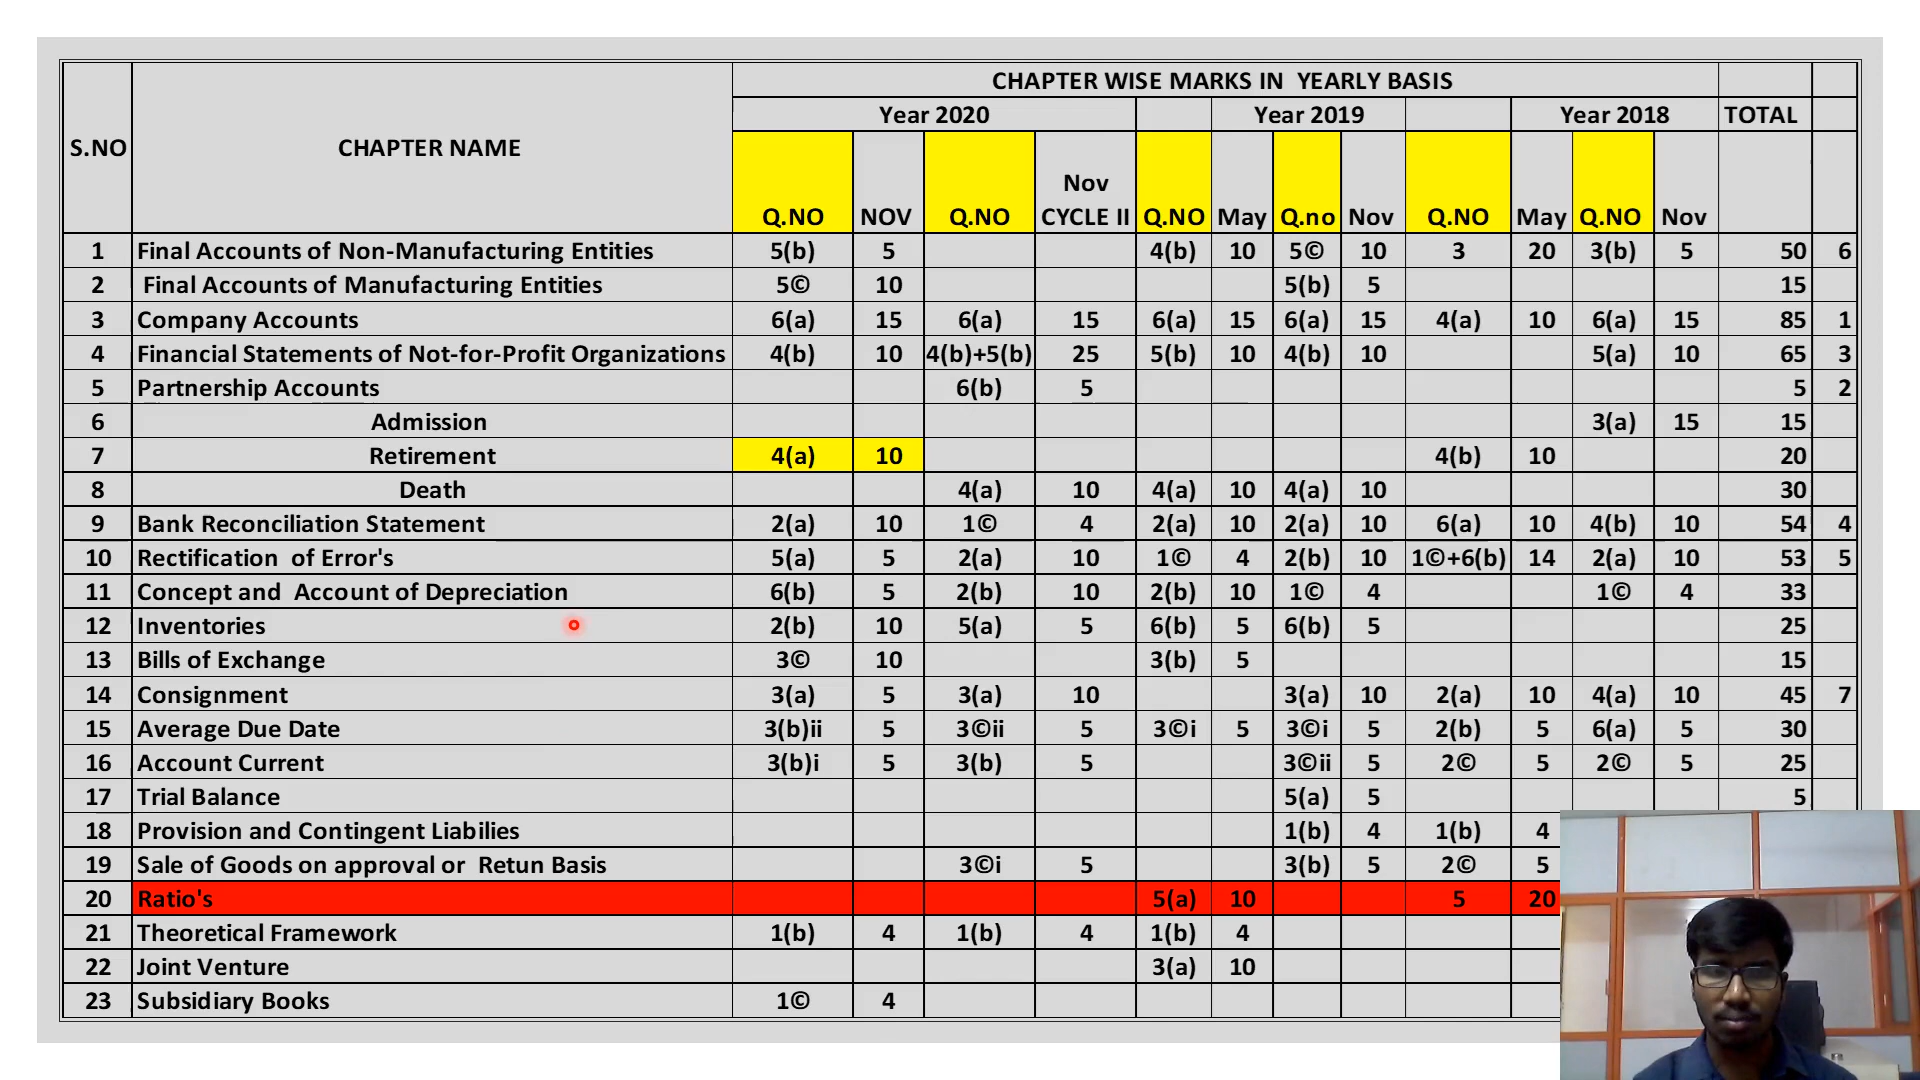 CHAPTER WISE MARKS IN YEARLY BASIS
Year 2020 Year 2019 Year 2018 TOTAL
S.NO CHAPTER NAME
Q.NO NOV Q.NO Nov CYCLE II Q.NO May Q.no Nov Q.NO May Q.NO Nov
1 Final Accounts of Non-Manufacturing Entities 5(b) 5 4(b) 10 5© 10 3 20 3(b) 5 50 6
2 Final Accounts of Manufacturing Entities 5© 10 5(b) 5 15
3 Company Accounts 6(a) 15 6(a) 15 6(a) 15 6(a) 15 4(a) 10 6(a) 15 85 1
4 Financial Statements of Not-for-Profit Organizations 4(b) 10 4(b)+5(b) 25 5(b) 10 4(b) 10 5(a) 10 65 3
5 Partnership Accounts 6(b) 5 5 2
6 Admission 3(a) 15 15
7 Retirement 4(a) 10 4(b) 10 20
8 Death 4(a) 10 4(a) 10 4(a) 10 30
9 Bank Reconciliation Statement 2(a) 10 1© 4 2(a) 10 2(a) 10 6(a) 10 4(b) 10 54 4
10 Rectification of Error's 5(a) 5 2(a) 10 1© 4 2(b) 10 1©+6(b) 14 2(a) 10 53 5
11 Concept and Account of Depreciation 6(b) 5 2(b) 10 2(b) 10 1© 4 1© 4 33
12 Inventories 2(b) 10 5(a) 5 6(b) 5 6(b) 5 25
13 Bills of Exchange 3© 10 3(b) 5 15
14 Consignment 3(a) 5 3(a) 10 3(a) 10 2(a) 10 4(a) 10 45 7
15 Average Due Date 3(b)ii 5 3©ii 5 3©i 5 3©i 5 2(b) 5 6(a) 5 30
16 Account Current 3(b)i 5 3(b) 5 3©ii 5 2© 5 2© 5 25
17 Trial Balance 5(a) 5 5
18 Provision and Contingent Liabilies 1(b) 4 1(b) 4
19 Sale of Goods on approval or Retun Basis 3©i 5 3(b) 5 2© 5
20 Ratio's 5(a) 10 5 20
21 Theoretical Framework 1(b) 4 1(b) 4 1(b) 4
22 Joint Venture 3(a) 10
23 Subsidiary Books 1© 4